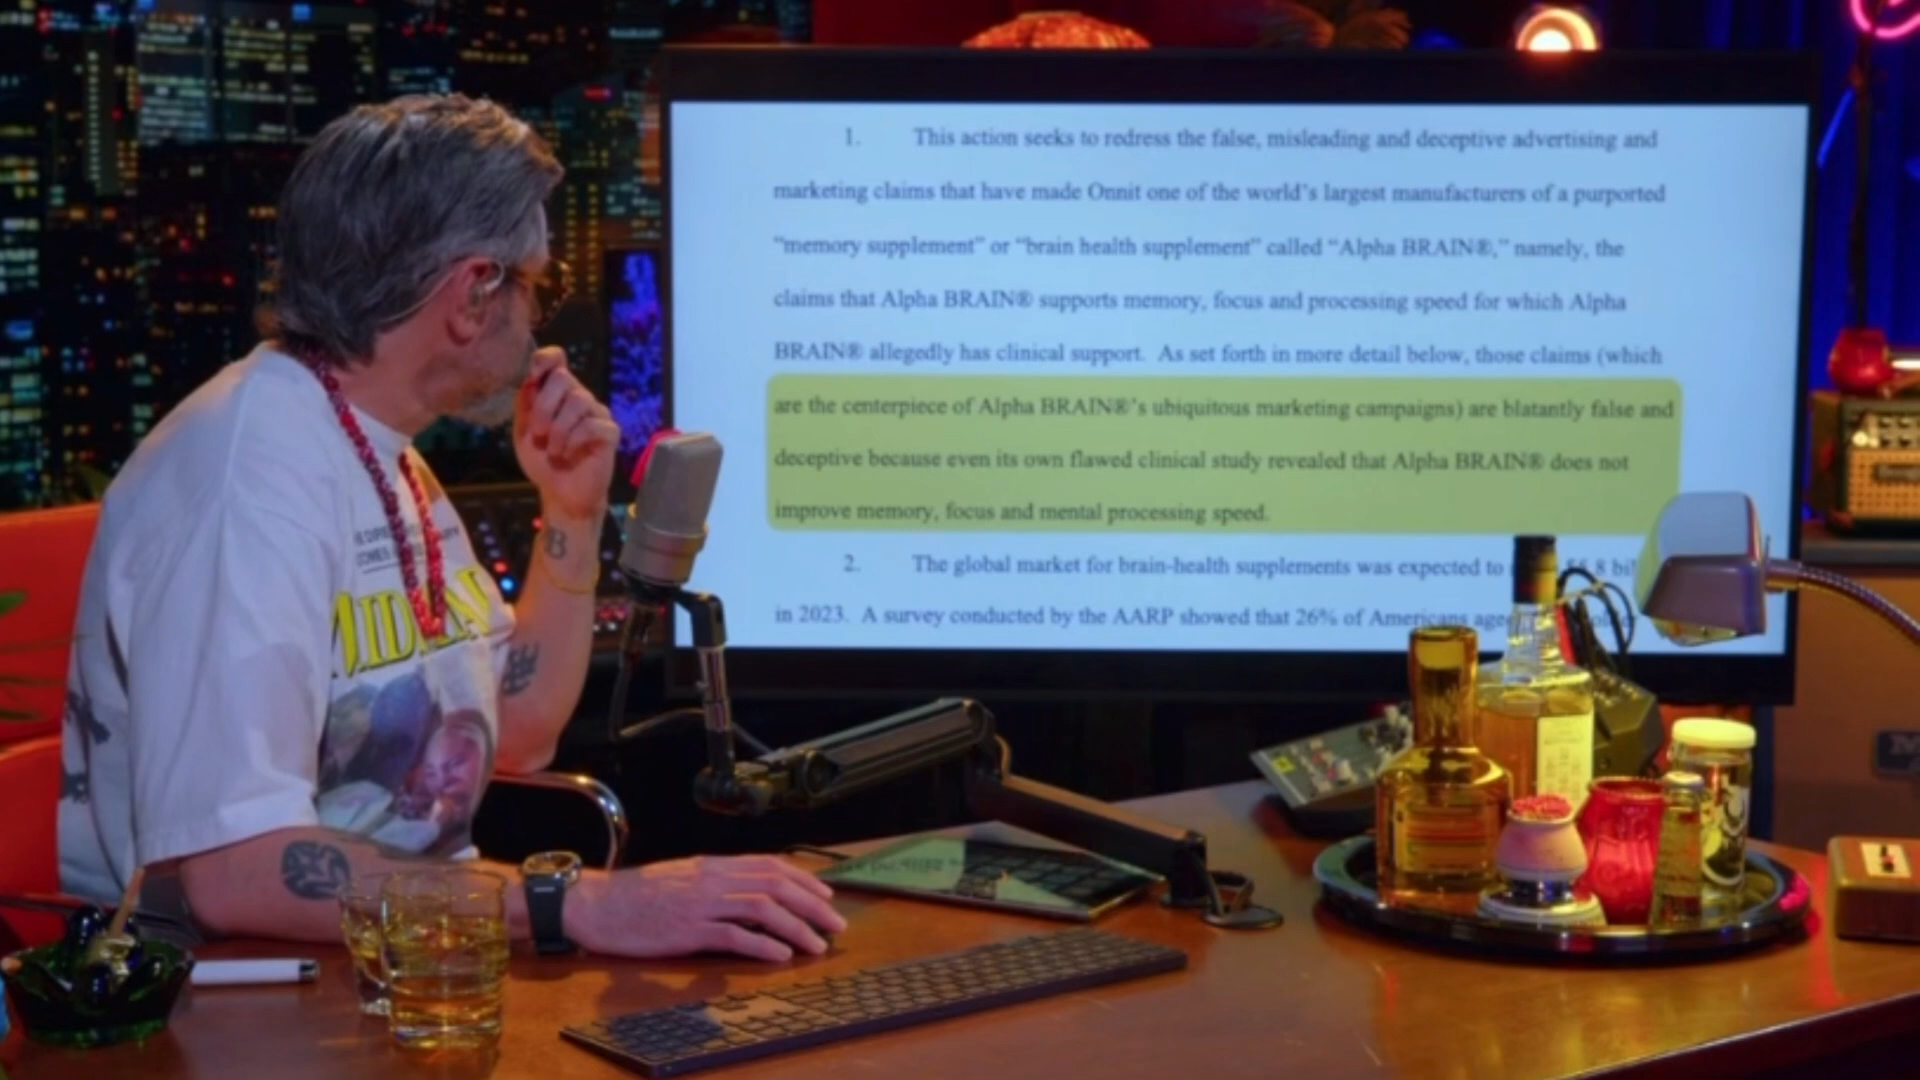 1. This action seeks to redress the false, misleading and deceptive advertising and
marketing claims that have made Onnit one of the world's largest manufacturers of a purported
"memory supplement" or "brain health supplement" called "Alpha BRAIN®," namely, the
claims that Alpha BRAIN® supports memory, focus and processing speed for which Alpha
BRAIN® allegedly has clinical support. As set forth in more detail below, those claims (which
are the centerpiece of Alpha BRAIN®'s ubiquitous marketing campaigns) are blatantly false and
deceptive because even its own flawed clinical study revealed that Alpha BRAIN® does not
improve memory, focus and mental processing speed.
2. The global market for brain-health supplements was expected to
in 2023. A survey conducted by the AARP showed that 26% of Americans